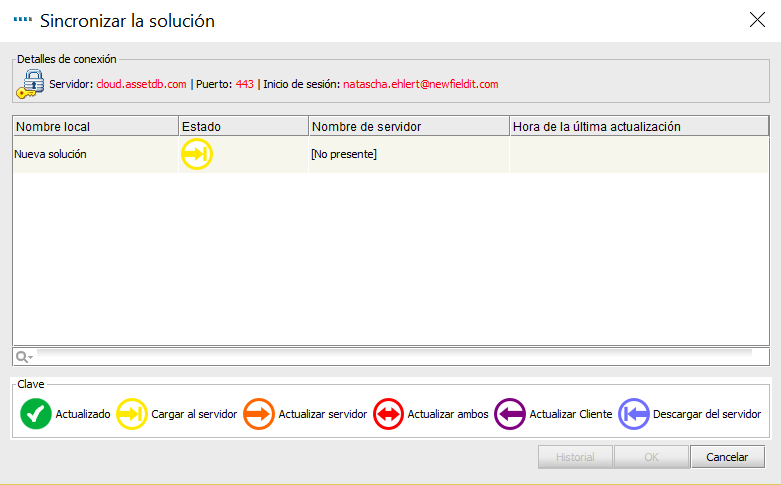 Sincronizar la solución
Detalles de conexión
Servidor: cloud.assetdb.com | Puerto: 443 | Inicio de sesión: natascha.ehlert@newfieldit.com
Nombre local Estado Nombre de servidor Hora de la última actualización
Nueva solución [No presente]
Clave
Actualizado Cargar al servidor Actualizar servidor Actualizar ambos Actualizar Cliente Descargar del servidor
Historial OK Cancelar